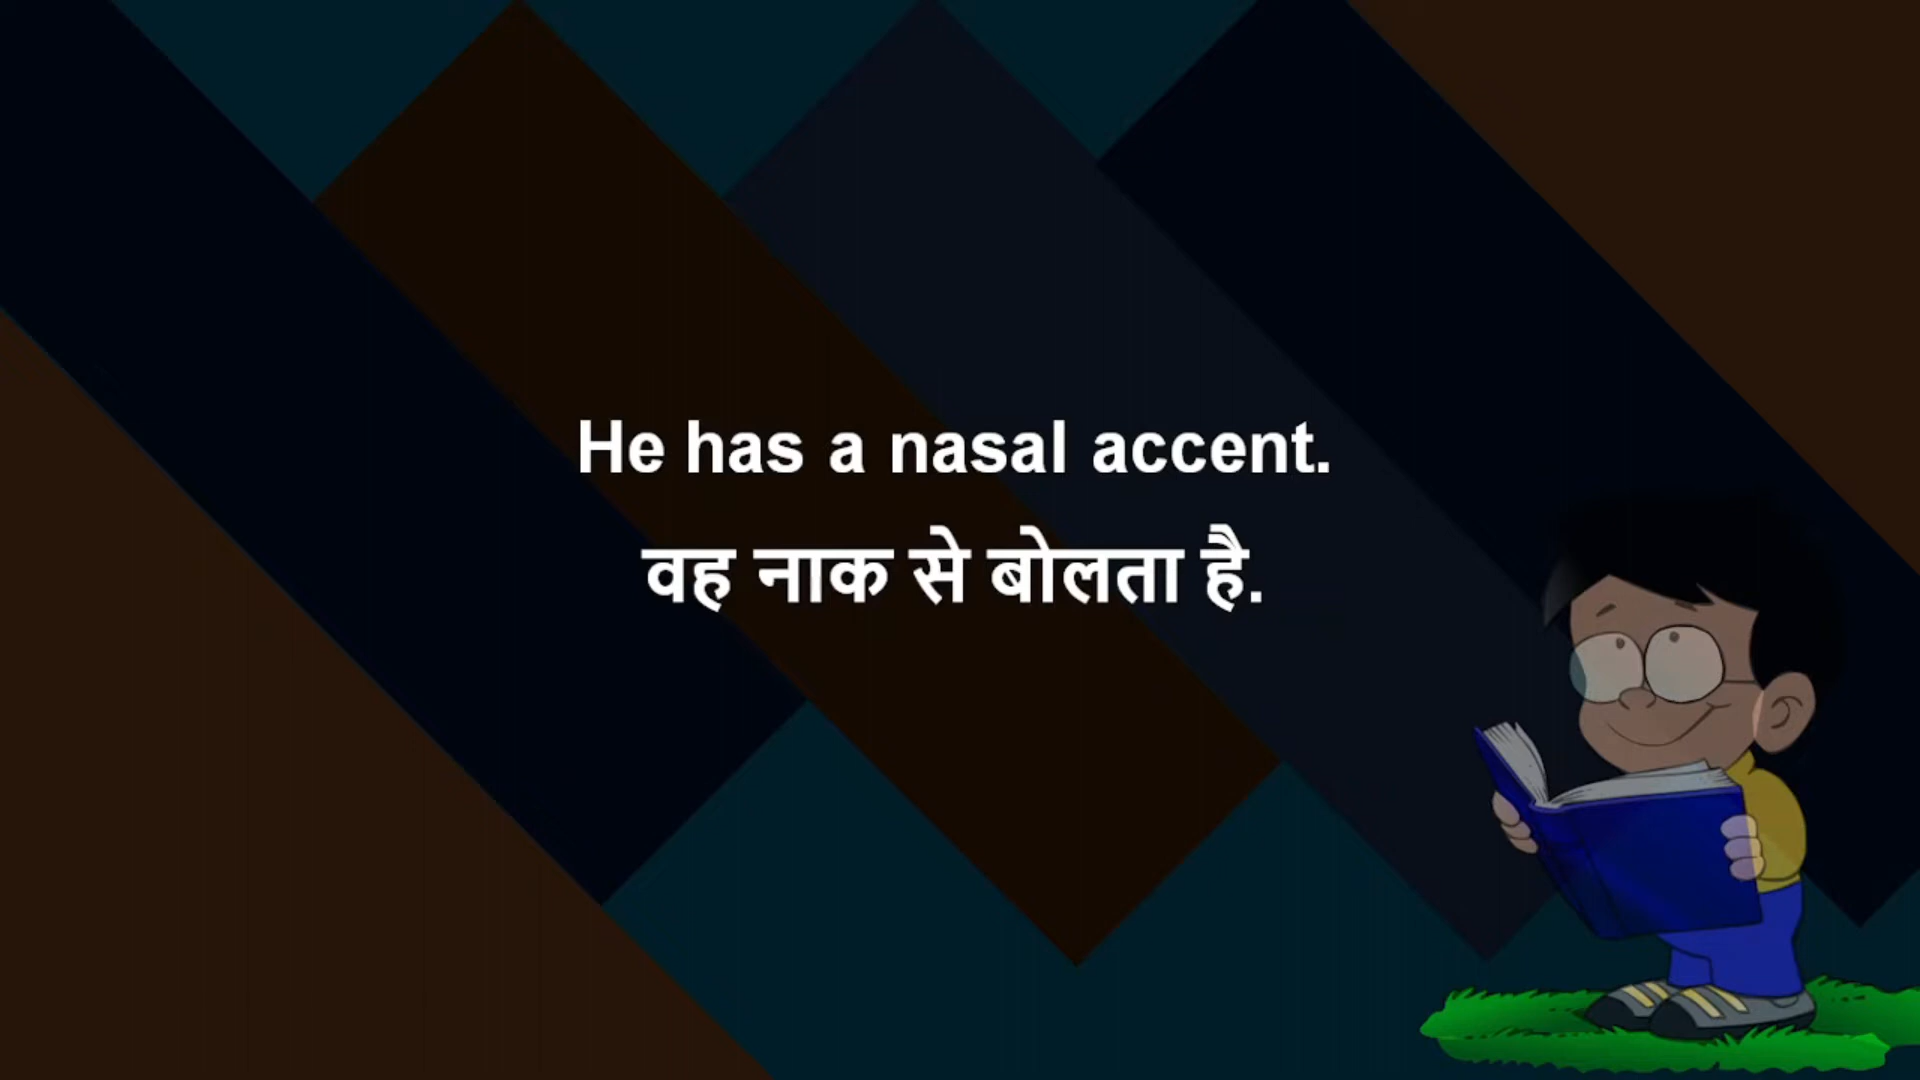 He has a nasal accent.
वह नाक से बोलता है.